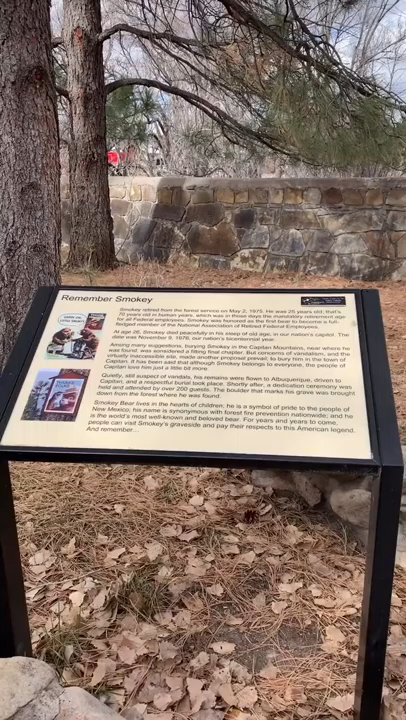 Remember Smokey
Smokey retired from the forest service on May 2, 1975. He was 25 years old; that's
70 years old in human years, which was in those days the mandatory retirement age
for all Federal employees. Smokey was honored as the first bear to become a full-
fledged member of the National Association of Retired Federal Employees.
At age 26, Smokey died peacefully in his sleep of old age, in our nation's capitol. The
date was November 9, 1976, our nation's bicentennial year.
Among many suggestions, burying Smokey in the Capitan Mountains, near where he
was found, was considered a fitting final chapter. But concerns of vandalism, and the
virtually inaccessible site, made another proposal prevail; to bury him in the town of
Capitan. It has been said that although Smokey belongs to everyone, the people of
Capitan love him just a little bit more.
Quietly, still suspect of vandals, his remains were flown to Albuquerque, driven to
Capitan, and a respectful burial took place. Shortly after, a dedication ceremony was
held and attended by over 200 guests. The boulder that marks his grave was brought
down from the forest where he was found.
Smokey Bear lives in the hearts of children; he is a symbol of pride to the people of
New Mexico; his name is synonymous with forest fire prevention nationwide; and he
is the world's most well-known and beloved bear. For years and years to come,
people can visit Smokey's graveside and pay their respects to this American legend.
And remember...